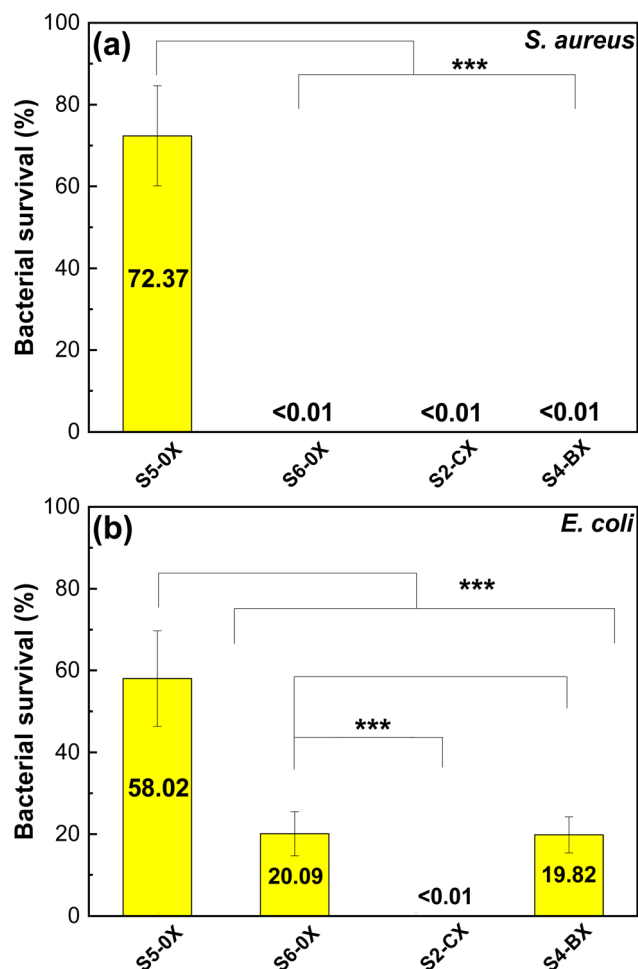 (a)
S. aureus
***
Bacterial survival (%)
100
80
60
40
20
0
72.37
<0.01
<0.01
<0.01
S5-0X
S6-0X
S2-CX
S4-BX
(b)
E. coli
***
***
Bacterial survival (%)
100
80
60
40
20
0
58.02
20.09
<0.01
19.82
S5-0X
S6-0X
S2-CX
S4-BX